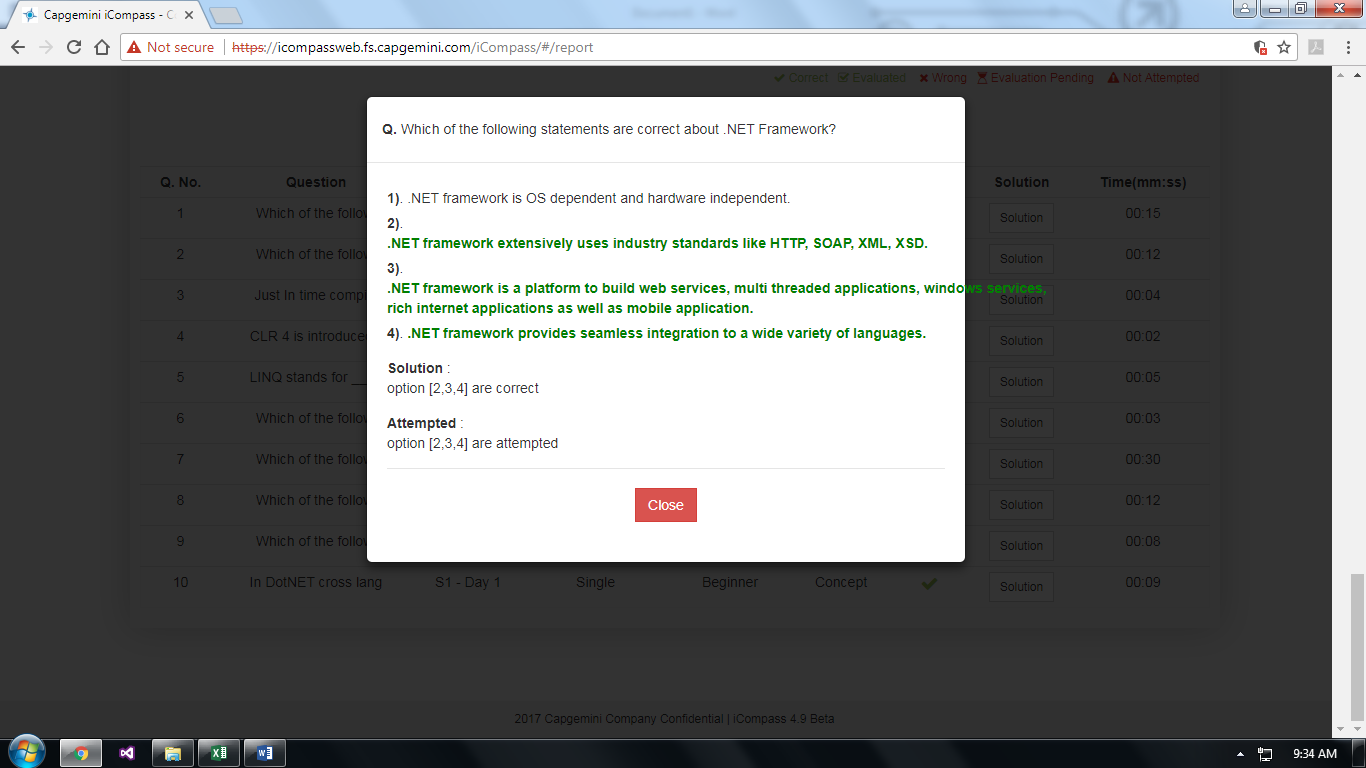 Capgemini iCompass - C
Not secure https://icompassweb.fs.capgemini.com/iCompass/#/report
Correct Evaluated Wrong Evaluation Pending Not Attempted
Q. Which of the following statements are correct about .NET Framework?
Q. No. Question Solution Time(mm:ss)
1). .NET framework is OS dependent and hardware independent.
1 Which of the follov Solution 00:15
2).
.NET framework extensively uses industry standards like HTTP, SOAP, XML, XSD.
2 Which of the follov Solution 00:12
3).
.NET framework is a platform to build web services, multi threaded applications, windows services,
3 Just In time compi Solution 00:04
rich internet applications as well as mobile application.
4). .NET framework provides seamless integration to a wide variety of languages.
4 CLR 4 is introduce Solution 00:02
Solution :
5 LINQ stands for __ Solution 00:05
option [2,3,4] are correct
6 Which of the follov Solution 00:03
Attempted :
option [2,3,4] are attempted
7 Which of the follov Solution 00:30
8 Which of the follov Solution 00:12
Close
9 Which of the follov Solution 00:08
10 In DotNET cross lang S1 - Day 1 Single Beginner Concept Solution 00:09
2017 Capgemini Company Confidential | iCompass 4.9 Beta
9:34 AM